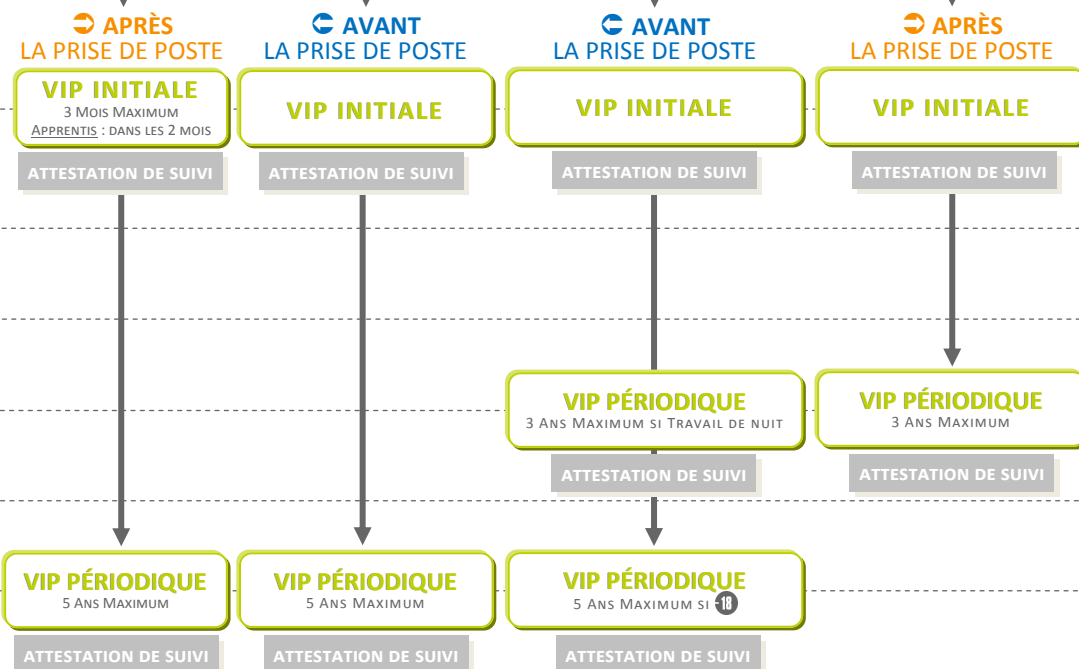 APRÈS
LA PRISE DE POSTE
AVANT
LA PRISE DE POSTE
AVANT
LA PRISE DE POSTE
APRÈS
LA PRISE DE POSTE
VIP INITIALE
3 MOIS MAXIMUM
APPRENTIS : DANS LES 2 MOIS
VIP INITIALE
VIP INITIALE
VIP INITIALE
ATTESTATION DE SUIVI
ATTESTATION DE SUIVI
ATTESTATION DE SUIVI
ATTESTATION DE SUIVI
VIP PÉRIODIQUE
3 ANS MAXIMUM SI TRAVAIL DE NUIT
VIP PÉRIODIQUE
3 ANS MAXIMUM
ATTESTATION DE SUIVI
ATTESTATION DE SUIVI
VIP PÉRIODIQUE
5 ANS MAXIMUM
VIP PÉRIODIQUE
5 ANS MAXIMUM
VIP PÉRIODIQUE
5 ANS MAXIMUM SI -18
ATTESTATION DE SUIVI
ATTESTATION DE SUIVI
ATTESTATION DE SUIVI